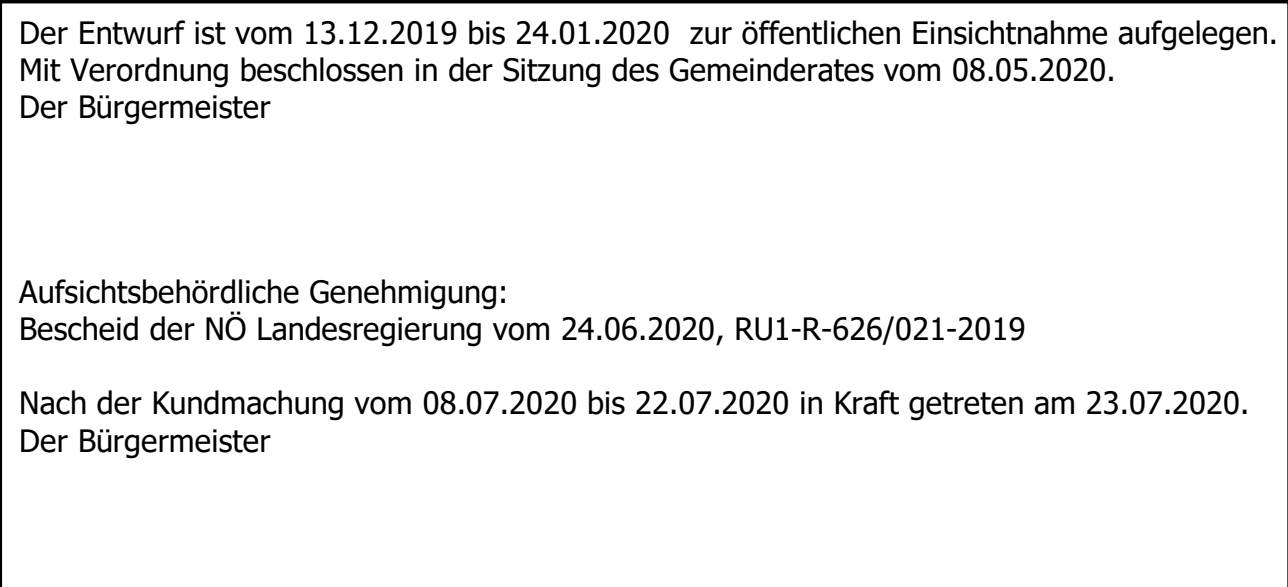 Der Entwurf ist vom 13.12.2019 bis 24.01.2020  zur öffentlichen Einsichtnahme aufgelegen.
Mit Verordnung beschlossen in der Sitzung des Gemeinderates vom 08.05.2020.
Der Bürgermeister
Aufsichtsbehördliche Genehmigung:
Bescheid der NÖ Landesregierung vom 24.06.2020, RU1-R-626/021-2019
Nach der Kundmachung vom 08.07.2020 bis 22.07.2020 in Kraft getreten am 23.07.2020.
Der Bürgermeister